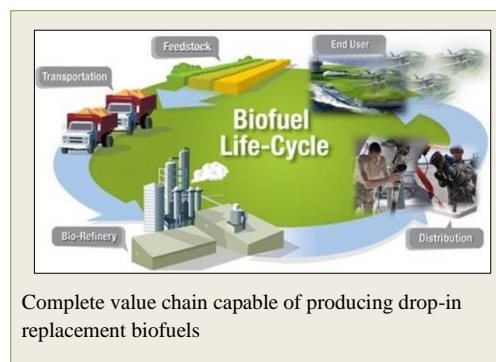 Feedstock
End User
Transportation
Biofuel
Life-Cycle
Bio-Refinery
Distribution
Complete value chain capable of producing drop-in
replacement biofuels